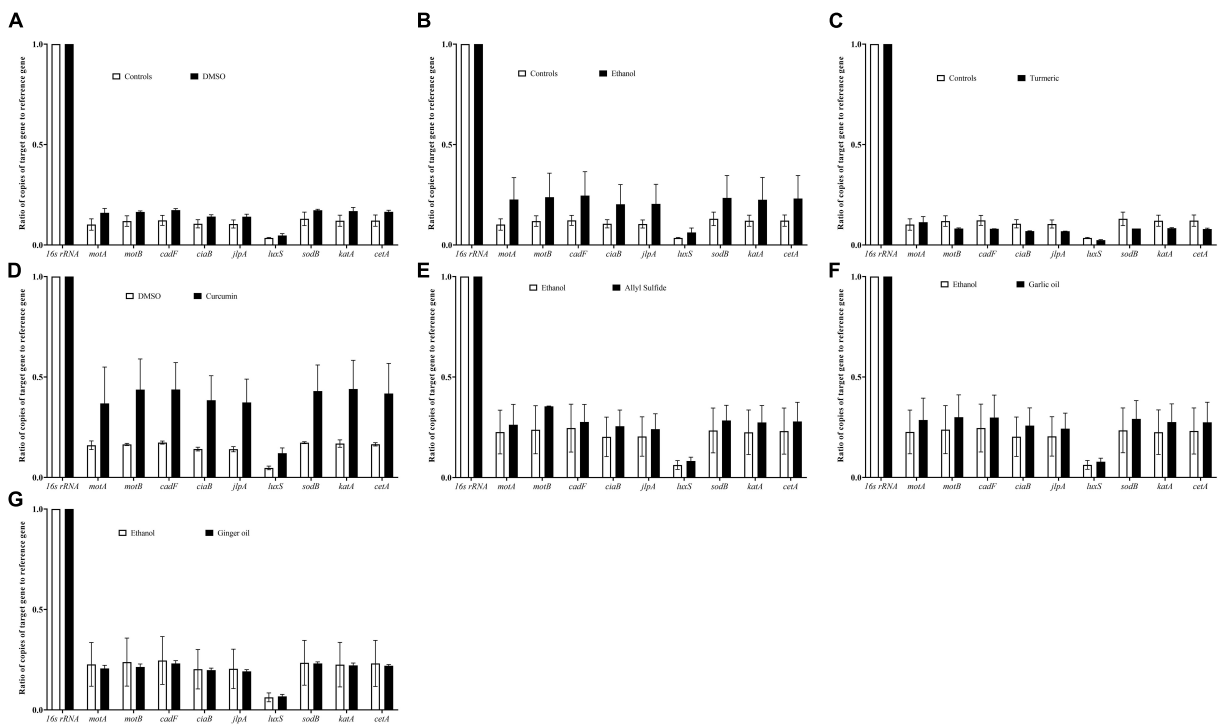 A
Ratio of copies of target gene to reference gene
1.0
0.5
0.0
Controls DMSO
16s rRNA motA motB cadF ciaB jlpA luxS sodB katA cetA
B
Ratio of copies of target gene to reference gene
1.0
0.5
0.0
Controls Ethanol
16s rRNA motA motB cadF ciaB jlpA luxS sodB katA cetA
C
Ratio of copies of target gene to reference gene
1.0
0.5
0.0
Controls Turmeric
16s rRNA motA motB cadF ciaB jlpA luxS sodB katA cetA
D
Ratio of copies of target gene to reference gene
1.0
0.5
0.0
DMSO Curcumin
16s rRNA motA motB cadF ciaB jlpA luxS sodB katA cetA
E
Ratio of copies of target gene to reference gene
1.0
0.5
0.0
Ethanol Allyl Sulfide
16s rRNA motA motB cadF ciaB jlpA luxS sodB katA cetA
F
Ratio of copies of target gene to reference gene
1.0
0.5
0.0
Ethanol Garlic oil
16s rRNA motA motB cadF ciaB jlpA luxS sodB katA cetA
G
Ratio of copies of target gene to reference gene
1.0
0.5
0.0
Ethanol Ginger oil
16s rRNA motA motB cadF ciaB jlpA luxS sodB katA cetA